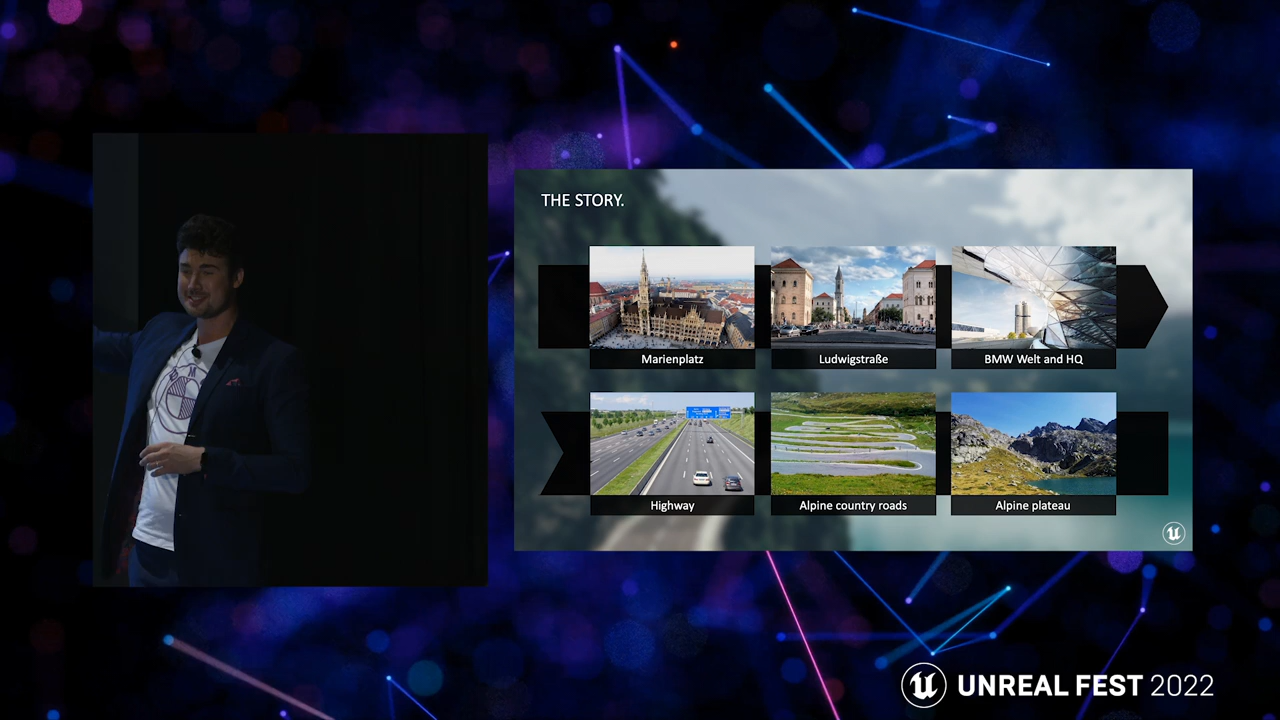 THE STORY.
Marienplatz
Ludwigstraße
BMW Welt and HQ
Highway
Alpine country roads
Alpine plateau
UNREAL FEST 2022